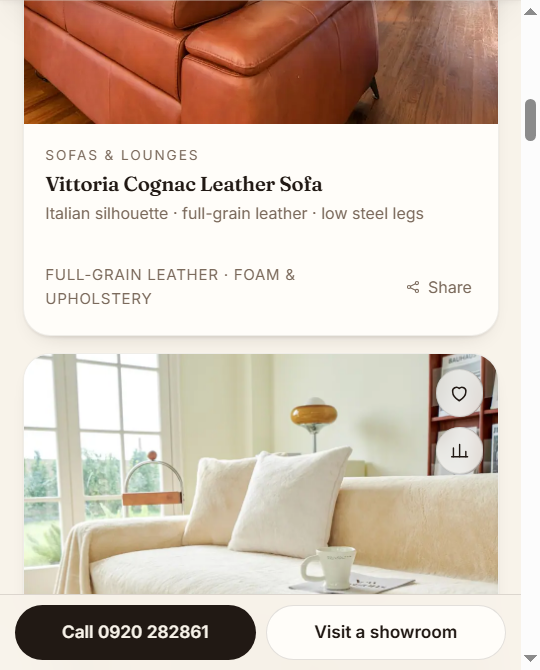 SOFAS & LOUNGES
Vittoria Cognac Leather Sofa
Italian silhouette · full-grain leather · low steel legs
FULL-GRAIN LEATHER · FOAM &
UPHOLSTERY
Share
Call 0920 282861
Visit a showroom